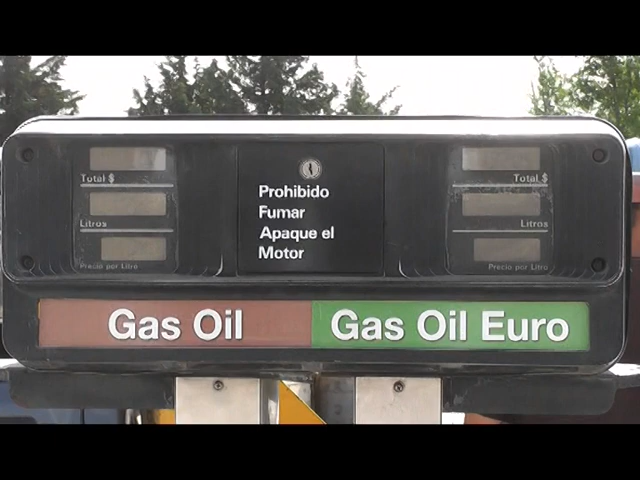 Total $
Litros
Precio por Litro
Prohibido
Fumar
Apaque el
Motor
Total $
Litros
Precio por Litro
Gas Oil
Gas Oil Euro